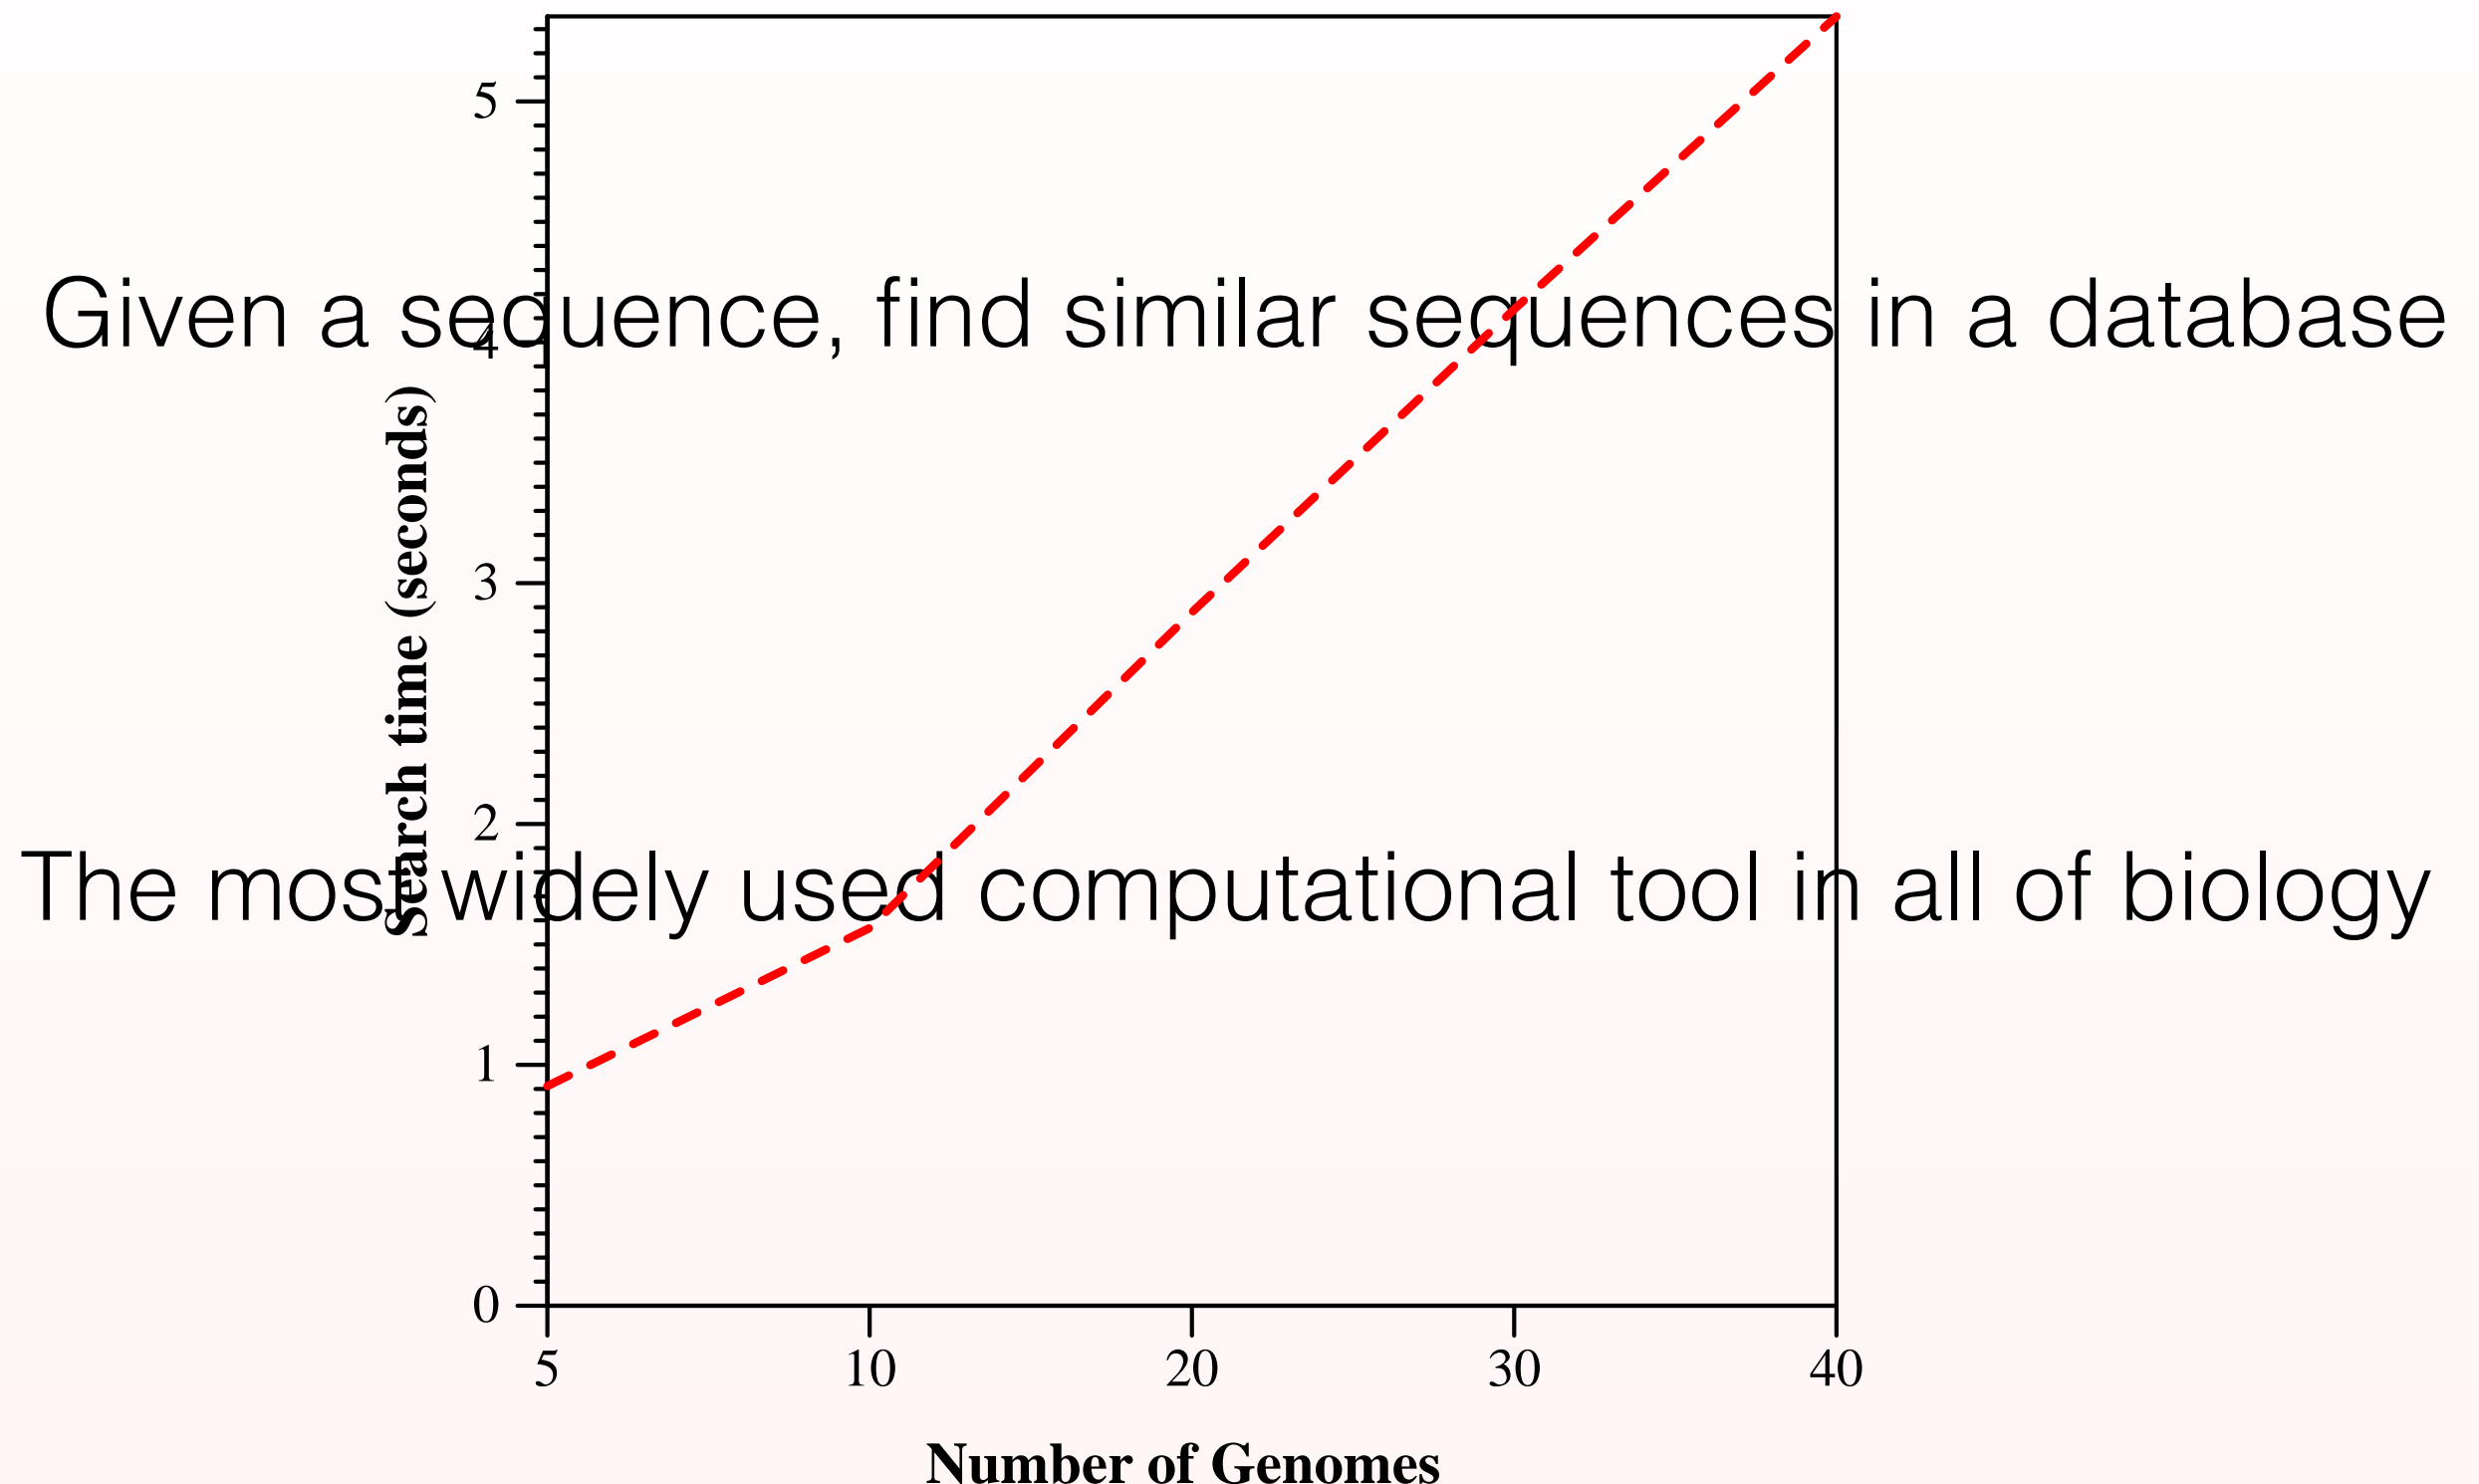 5
Given a sequence, find similar sequences in a database
4
Search time (seconds)
3
2
The most widely used computational tool in all of biology
1
0
5 10 20 30 40
Number of Genomes